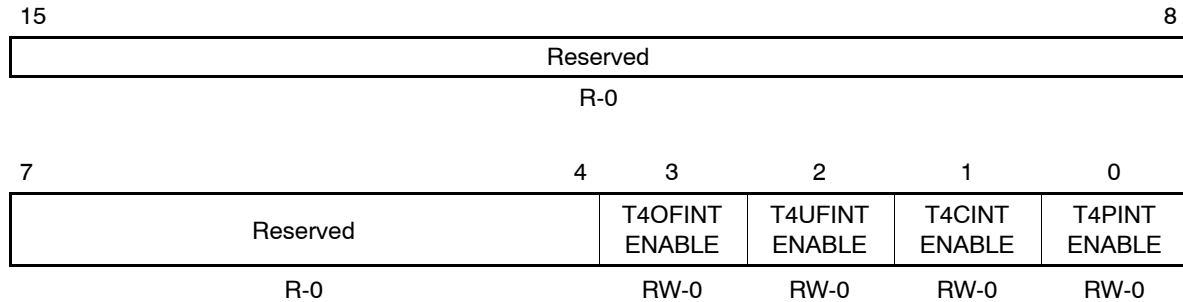 15 8
Reserved
R-0
7 4 3 2 1 0
Reserved T4OFINT ENABLE T4UFINT ENABLE T4CINT ENABLE T4PINT ENABLE
R-0 RW-0 RW-0 RW-0 RW-0